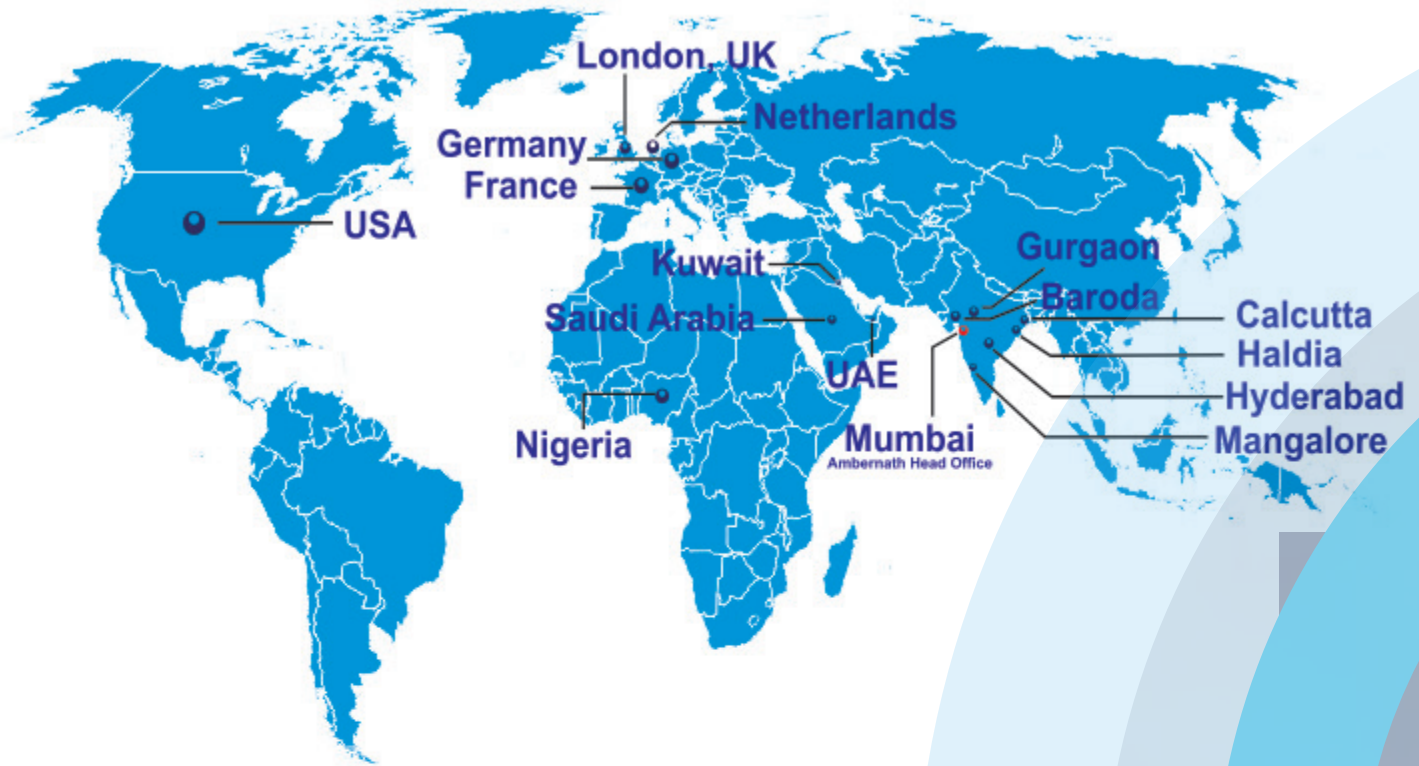 London, UK
Netherlands
Germany
France
USA
Gurgaon
Kuwait
Baroda
Saudi Arabia
Calcutta
Haldia
UAE
Hyderabad
Nigeria
Mumbai
Mangalore
Ambernath Head Office